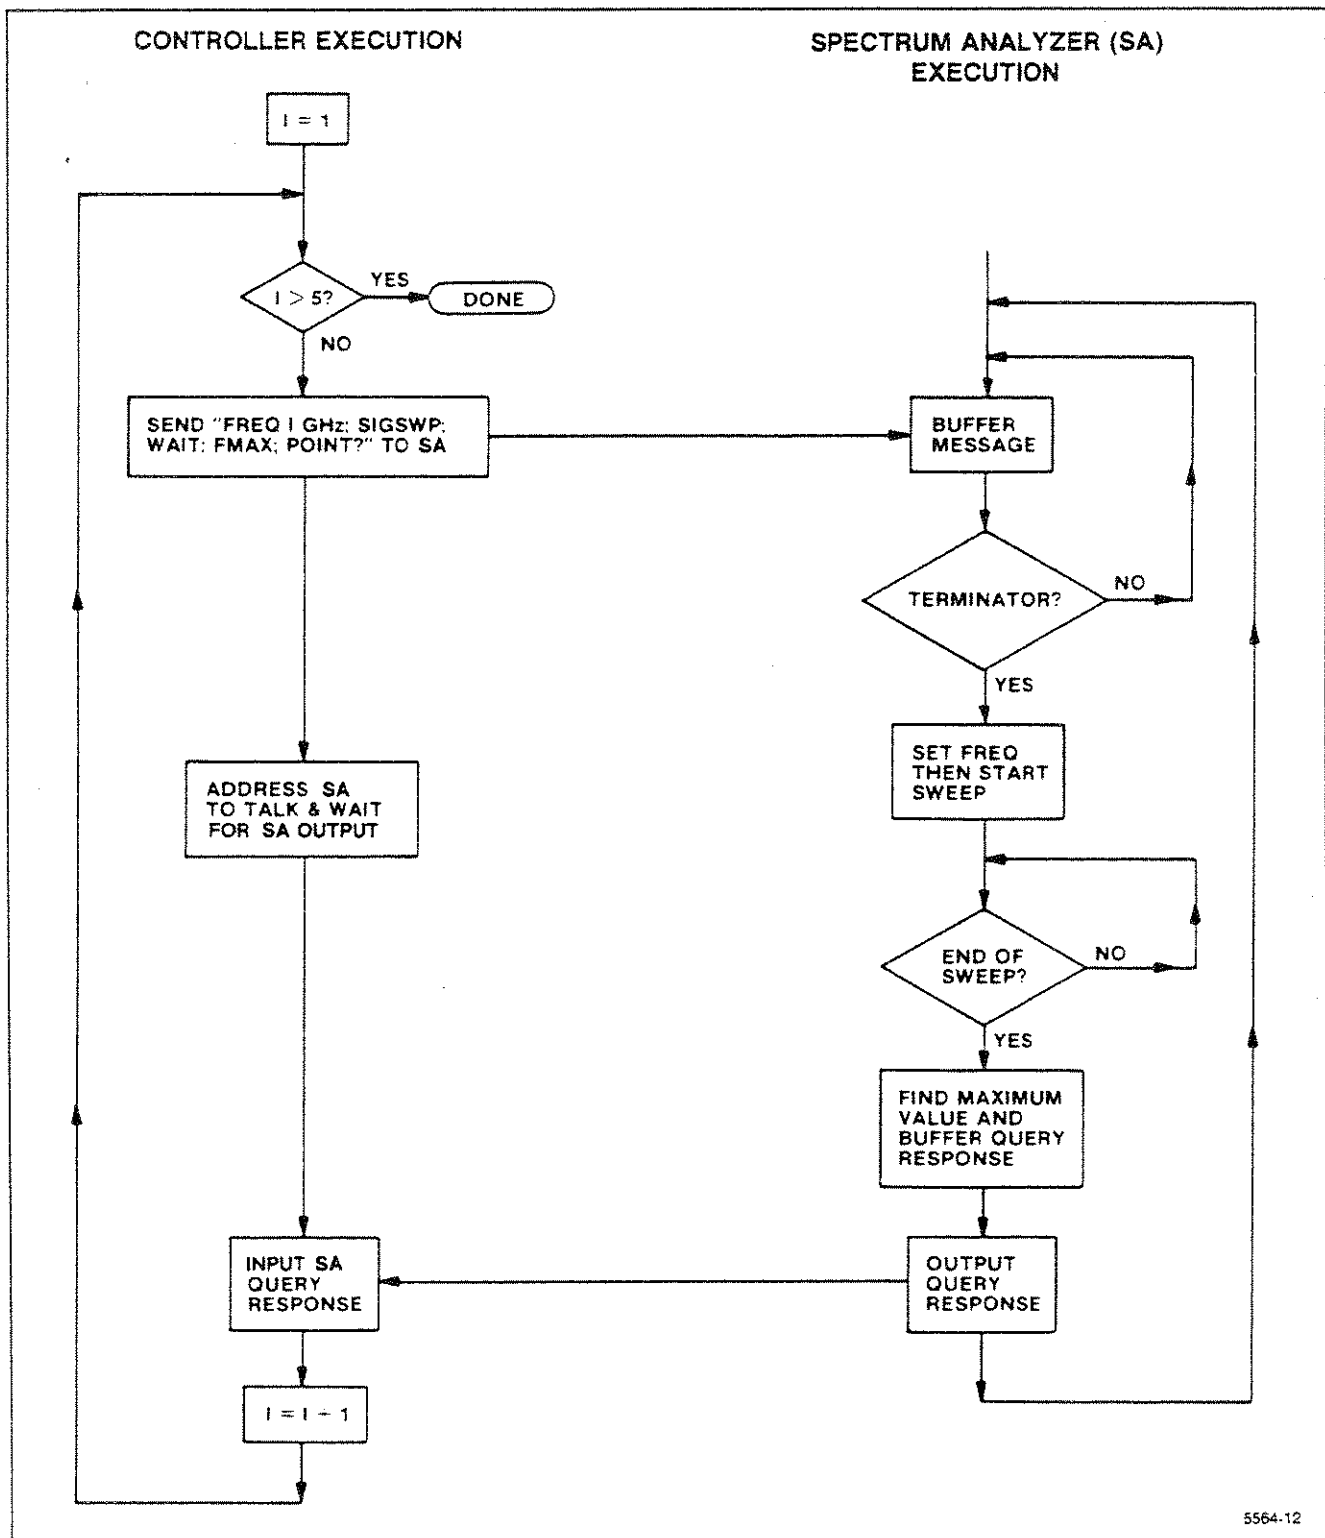 CONTROLLER EXECUTION
SPECTRUM ANALYZER (SA)
EXECUTION
I = 1
I > 5?
YES
DONE
NO
SEND "FREQ I GHz; SIGSWP;
WAIT; FMAX; POINT?" TO SA
BUFFER
MESSAGE
TERMINATOR?
NO
YES
SET FREQ
THEN START
SWEEP
ADDRESS SA
TO TALK & WAIT
FOR SA OUTPUT
END OF
SWEEP?
NO
YES
FIND MAXIMUM
VALUE AND
BUFFER QUERY
RESPONSE
INPUT SA
QUERY
RESPONSE
OUTPUT
QUERY
RESPONSE
I = I + 1
5564-12